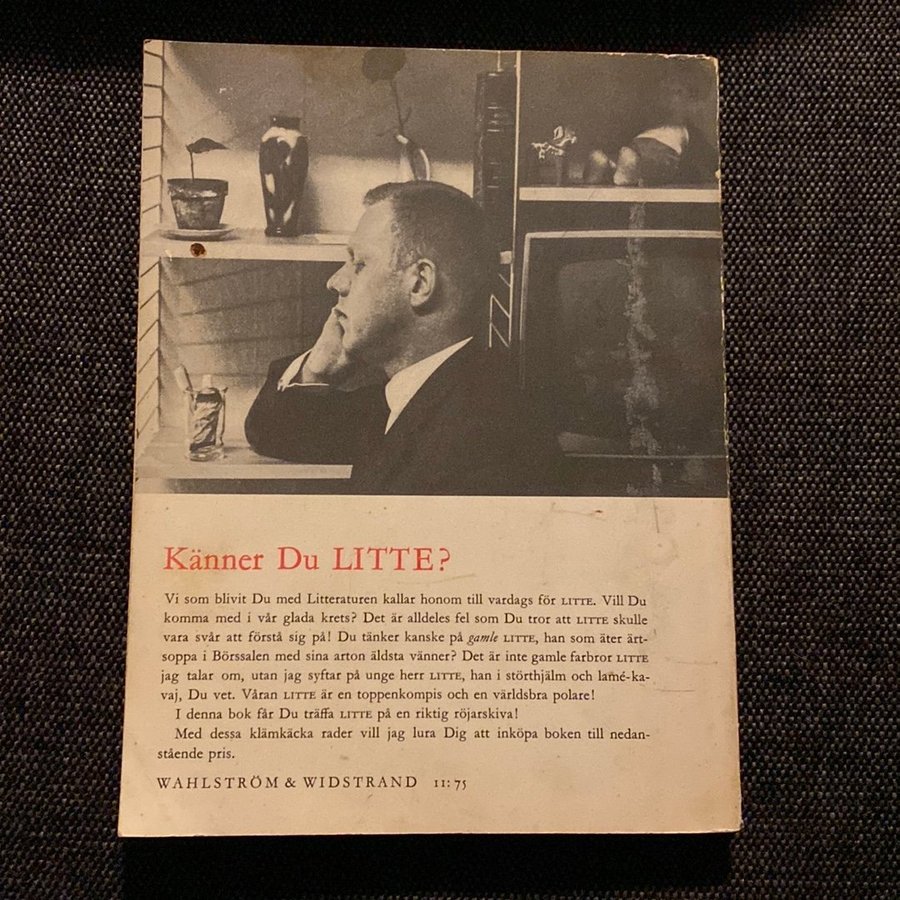 Känner Du LITTE?
Vi som blivit Du med Litteraturen kallar honom till vardags för LITTE. Vill Du
komma med i vår glada krets? Det är alldeles fel som Du tror att LITTE skulle
vara svår att förstå sig på! Du tänker kanske på gamle LITTE, han som äter ärt-
soppa i Börssalen med sina arton äldsta vänner? Det är inte gamle farbror LITTE
jag talar om, utan jag syftar på unge herr LITTE, han i störthjälm och lamé-ka-
vaj, Du vet. Våran LITTE är en toppenkompis och en världsbra polare!
I denna bok får Du träffa LITTE på en riktig röjarskiva!
Med dessa klämkäcka rader vill jag lura Dig att inköpa boken till nedan-
stående pris.
WAHLSTRÖM & WIDSTRAND 11:75